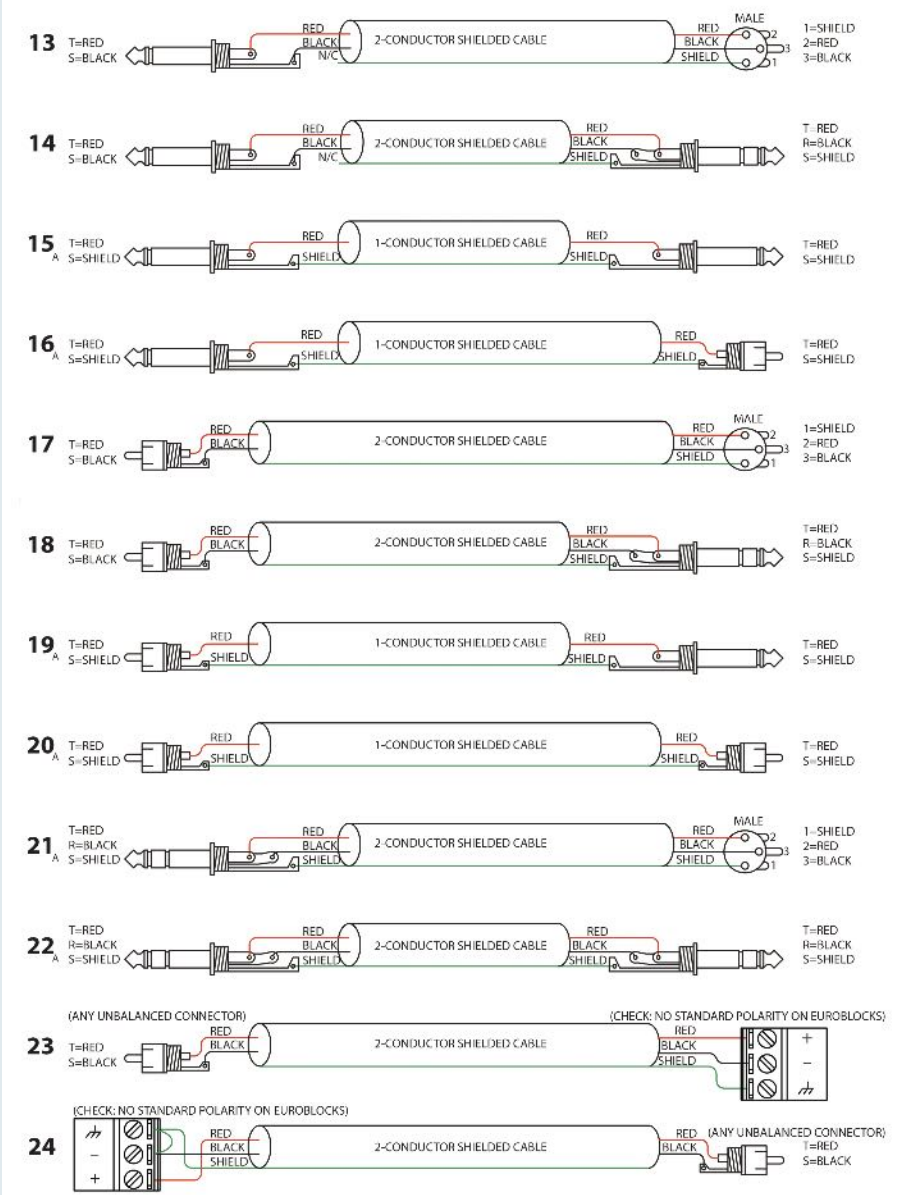 13
T=RED
S=BLACK
RED
BLACK
N/C
2-CONDUCTOR SHIELDED CABLE
RED
BLACK
SHIELD
MALE
2
3
1
1=SHIELD
2=RED
3=BLACK
14
T=RED
S=BLACK
RED
BLACK
N/C
2-CONDUCTOR SHIELDED CABLE
RED
BLACK
SHIELD
T=RED
R=BLACK
S=SHIELD
15
A
T=RED
S=SHIELD
RED
SHIELD
1-CONDUCTOR SHIELDED CABLE
RED
SHIELD
T=RED
S=SHIELD
16
A
T=RED
S=SHIELD
RED
SHIELD
1-CONDUCTOR SHIELDED CABLE
RED
SHIELD
T=RED
S=SHIELD
17
T=RED
S=BLACK
RED
BLACK
2-CONDUCTOR SHIELDED CABLE
RED
BLACK
SHIELD
MALE
2
3
1
1=SHIELD
2=RED
3=BLACK
18
T=RED
S=BLACK
RED
BLACK
2-CONDUCTOR SHIELDED CABLE
RED
BLACK
SHIELD
T=RED
R=BLACK
S=SHIELD
19
A
T=RED
S=SHIELD
RED
SHIELD
1-CONDUCTOR SHIELDED CABLE
RED
SHIELD
T=RED
S=SHIELD
20
A
T=RED
S=SHIELD
RED
SHIELD
1-CONDUCTOR SHIELDED CABLE
RED
SHIELD
T=RED
S=SHIELD
21
A
T=RED
R=BLACK
S=SHIELD
RED
BLACK
SHIELD
2-CONDUCTOR SHIELDED CABLE
RED
BLACK
SHIELD
MALE
2
3
1
1=SHIELD
2=RED
3=BLACK
22
A
T=RED
R=BLACK
S=SHIELD
RED
BLACK
SHIELD
2-CONDUCTOR SHIELDED CABLE
RED
BLACK
SHIELD
T=RED
R=BLACK
S=SHIELD
(ANY UNBALANCED CONNECTOR)
23
T=RED
S=BLACK
RED
BLACK
2-CONDUCTOR SHIELDED CABLE
(CHECK: NO STANDARD POLARITY ON EUROBLOCKS)
RED
BLACK
SHIELD
+
−
(CHECK: NO STANDARD POLARITY ON EUROBLOCKS)
24
−
+
RED
BLACK
SHIELD
2-CONDUCTOR SHIELDED CABLE
RED
BLACK
(ANY UNBALANCED CONNECTOR)
T=RED
S=BLACK